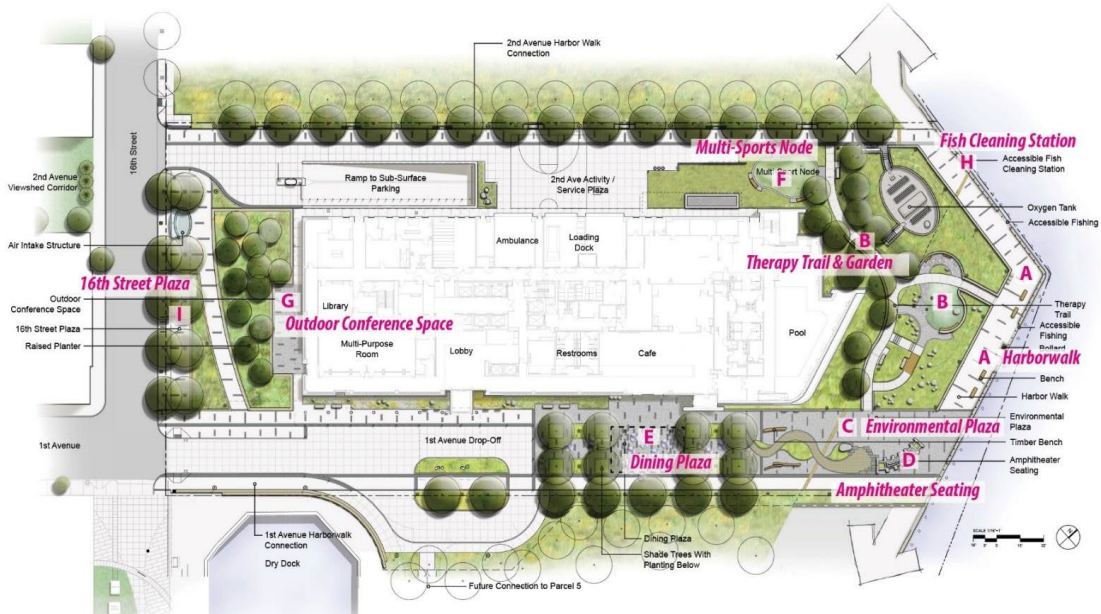 2nd Avenue Harbor Walk
Connection
16th Street
2nd Avenue
Viewshed Corridor
Multi-Sports Node
Fish Cleaning Station
H
Accessible Fish
Cleaning Station
Ramp to Sub-Surface
Parking
2nd Ave Activity /
Service Plaza
F
Oxygen Tank
Accessible Fishing
Air Intake Structure
Ambulance
Loading
Dock
B
Therapy Trail & Garden
A
16th Street Plaza
Outdoor
Conference Space
I
G
Library
Outdoor Conference Space
B
Therapy
Trail
16th Street Plaza
Raised Planter
Multi-Purpose
Room
Lobby
Restrooms
Cafe
Pool
Accessible
Fishing
A
Harborwalk
Bench
Harbor Walk
1st Avenue
1st Avenue Drop-Off
E
Dining Plaza
C
Environmental Plaza
Environmental
Plaza
Timber Bench
D
Amphitheater
Seating
Amphitheater Seating
1st Avenue Harborwalk
Connection
Dry Dock
Dining Plaza
Shade Trees With
Planting Below
Future Connection to Parcel 5